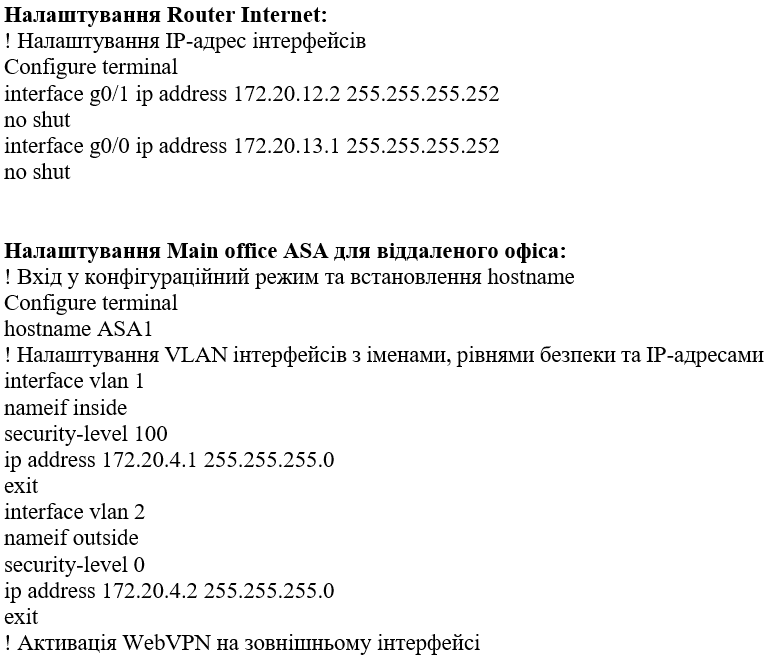 Налаштування Router Internet:
! Налаштування IP-адрес інтерфейсів
Configure terminal
interface g0/1 ip address 172.20.12.2 255.255.255.252
no shut
interface g0/0 ip address 172.20.13.1 255.255.255.252
no shut
Налаштування Main office ASA для віддаленого офіса:
! Вхід у конфігураційний режим та встановлення hostname
Configure terminal
hostname ASA1
! Налаштування VLAN інтерфейсів з іменами, рівнями безпеки та IP-адресами
interface vlan 1
nameif inside
security-level 100
ip address 172.20.4.1 255.255.255.0
exit
interface vlan 2
nameif outside
security-level 0
ip address 172.20.4.2 255.255.255.0
exit
! Активація WebVPN на зовнішньому інтерфейсі